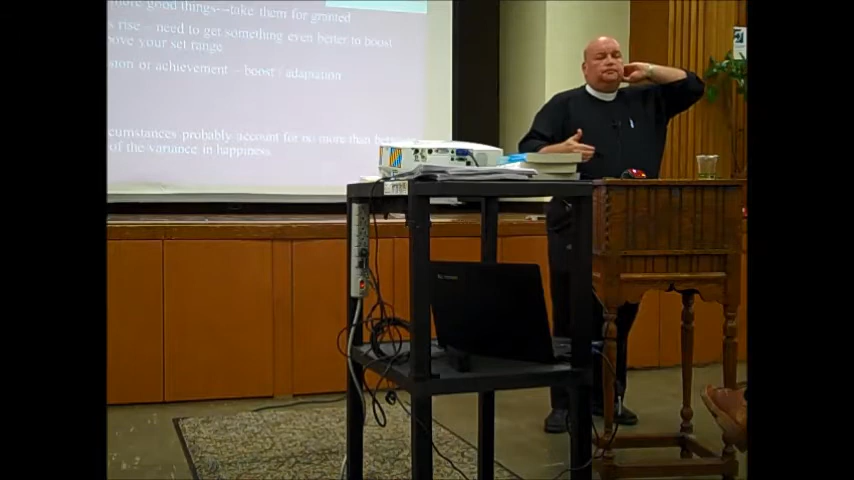 more good things---take them for granted
s rise – need to get something even better to boost
ove your set range
sion or achievement – boost / adaptation
cumstances probably account for no more than
of the variance in happiness.